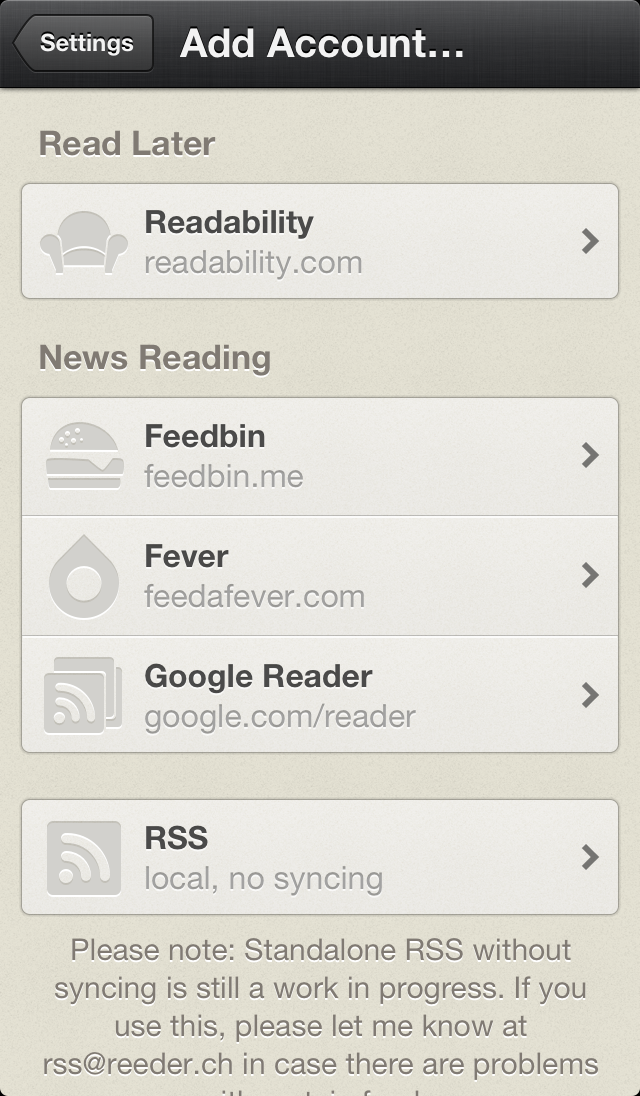 Settings
Add Account...
Read Later
Readability
readability.com
News Reading
Feedbin
feedbin.me
Fever
feedafever.com
Google Reader
google.com/reader
RSS
local, no syncing
Please note: Standalone RSS without
syncing is still a work in progress. If you
use this, please let me know at
rss@reeder.ch in case there are problems